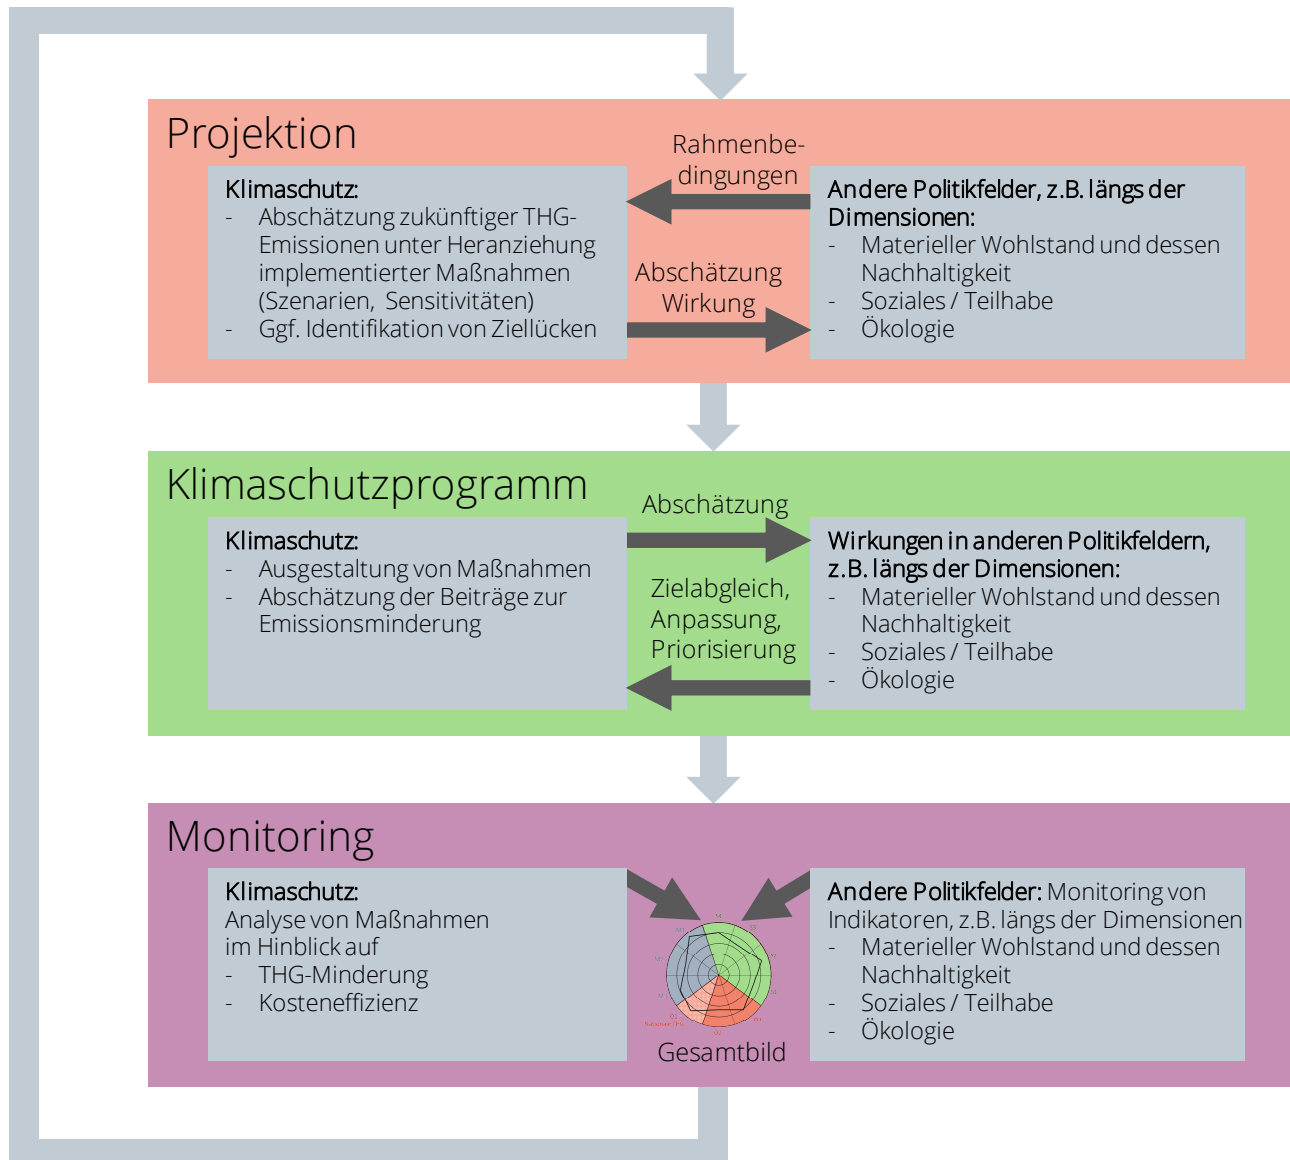 Projektion
Rahmenbe-
dingungen
Klimaschutz:
- Abschätzung zukünftiger THG-
Emissionen unter Heranziehung
implementierter Maßnahmen
(Szenarien, Sensitivitäten)
- Ggf. Identifikation von Ziellücken
Abschätzung
Wirkung
Andere Politikfelder, z.B. längs der
Dimensionen:
- Materieller Wohlstand und dessen
Nachhaltigkeit
- Soziales / Teilhabe
- Ökologie
Klimaschutzprogramm
Abschätzung
Klimaschutz:
- Ausgestaltung von Maßnahmen
- Abschätzung der Beiträge zur
Emissionsminderung
Zielabgleich,
Anpassung,
Priorisierung
Wirkungen in anderen Politikfeldern,
z.B. längs der Dimensionen:
- Materieller Wohlstand und dessen
Nachhaltigkeit
- Soziales / Teilhabe
- Ökologie
Monitoring
Klimaschutz:
Analyse von Maßnahmen
im Hinblick auf
- THG-Minderung
- Kosteneffizienz
Gesamtbild
Andere Politikfelder: Monitoring von
Indikatoren, z.B. längs der Dimensionen
- Materieller Wohlstand und dessen
Nachhaltigkeit
- Soziales / Teilhabe
- Ökologie